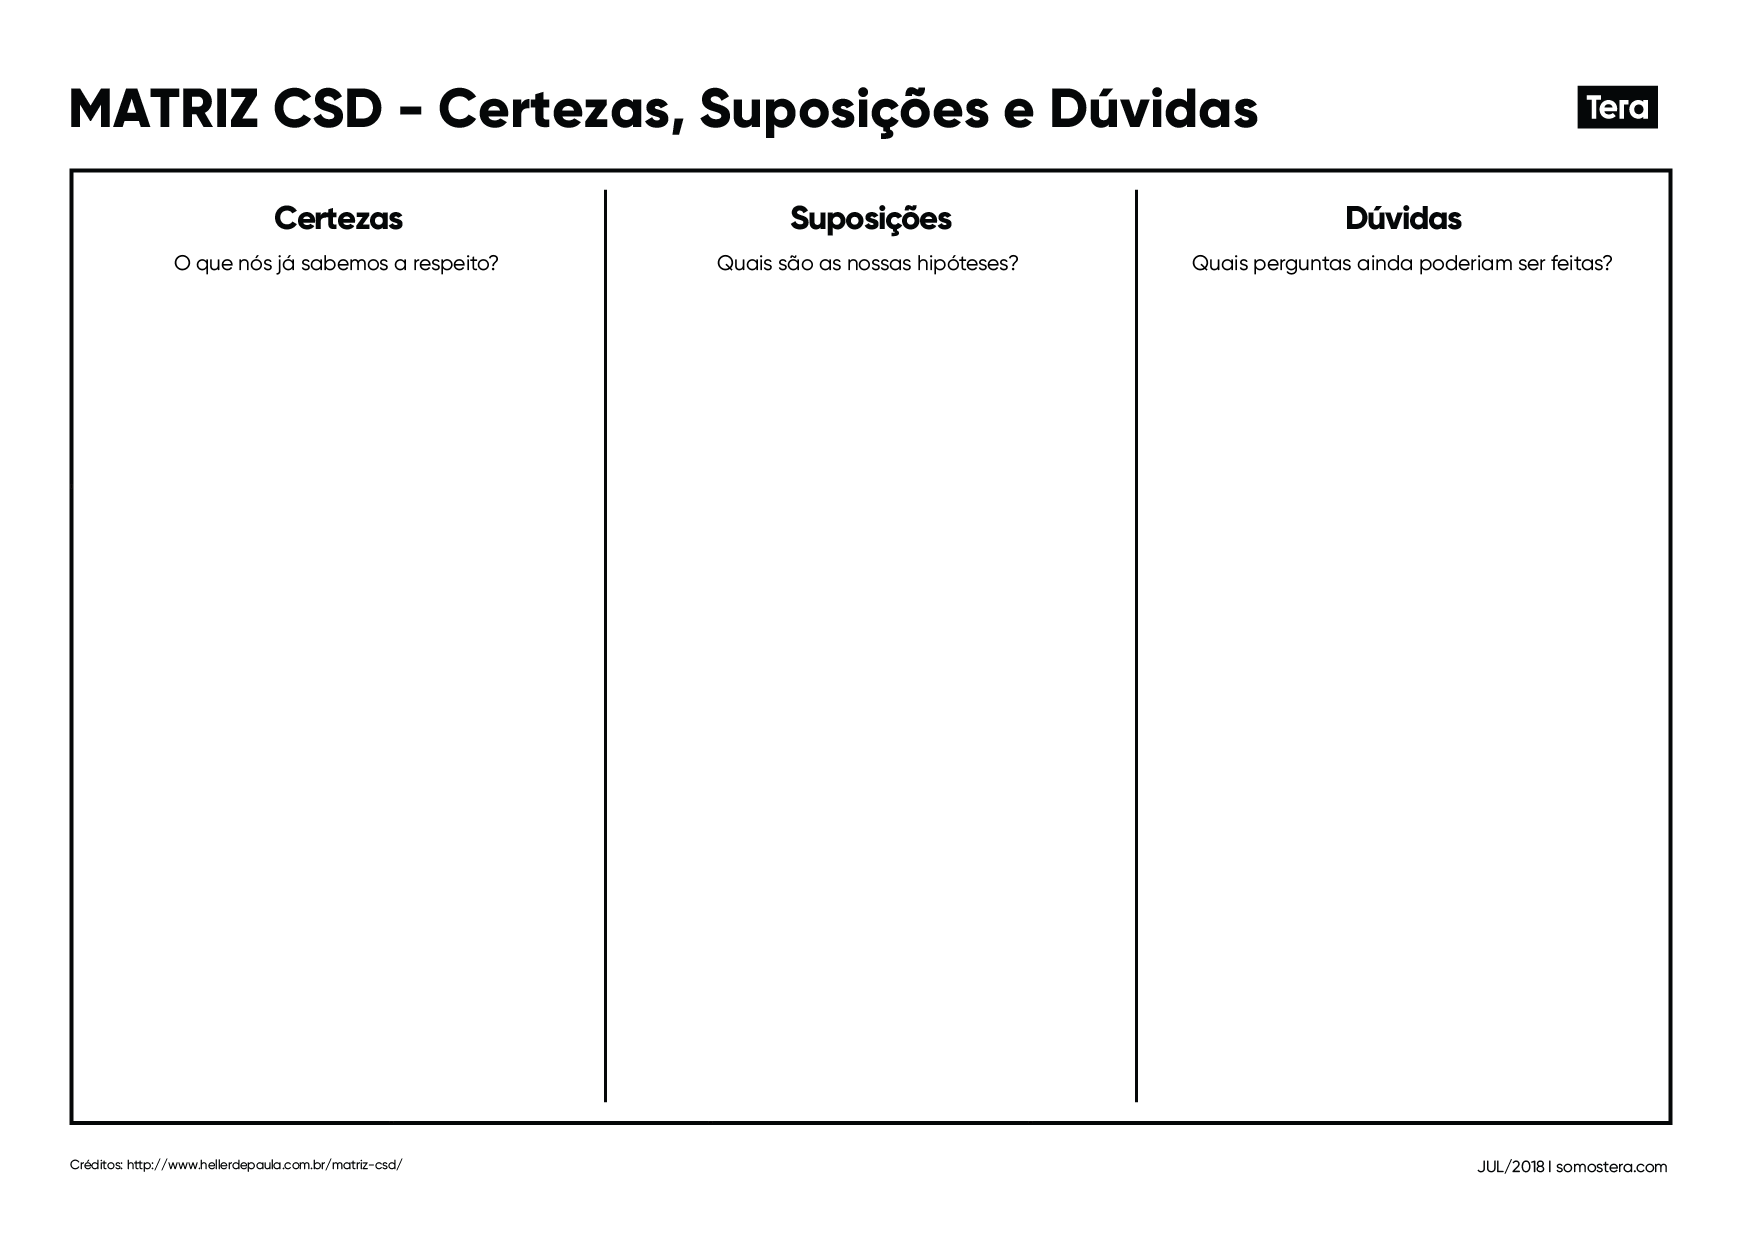 MATRIZ CSD - Certezas, Suposições e Dúvidas
Tera
Certezas
O que nós já sabemos a respeito?
Suposições
Quais são as nossas hipóteses?
Dúvidas
Quais perguntas ainda poderiam ser feitas?
Créditos: http://www.hellerdepaula.com.br/matriz-csd/
JUL/2018 | somostera.com